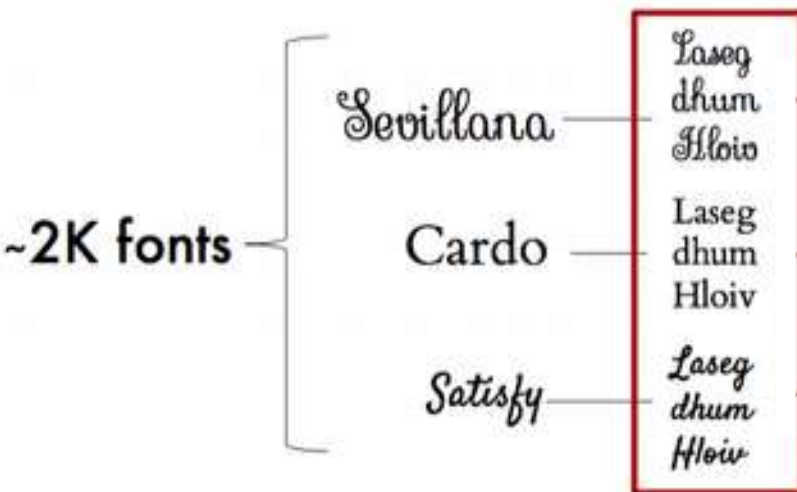 ~2K fonts
Sevillana
Laseg
dhum
Hloiv
Cardo
Laseg
dhum
Hloiv
Satisfy
Laseg
dhum
Hloiv